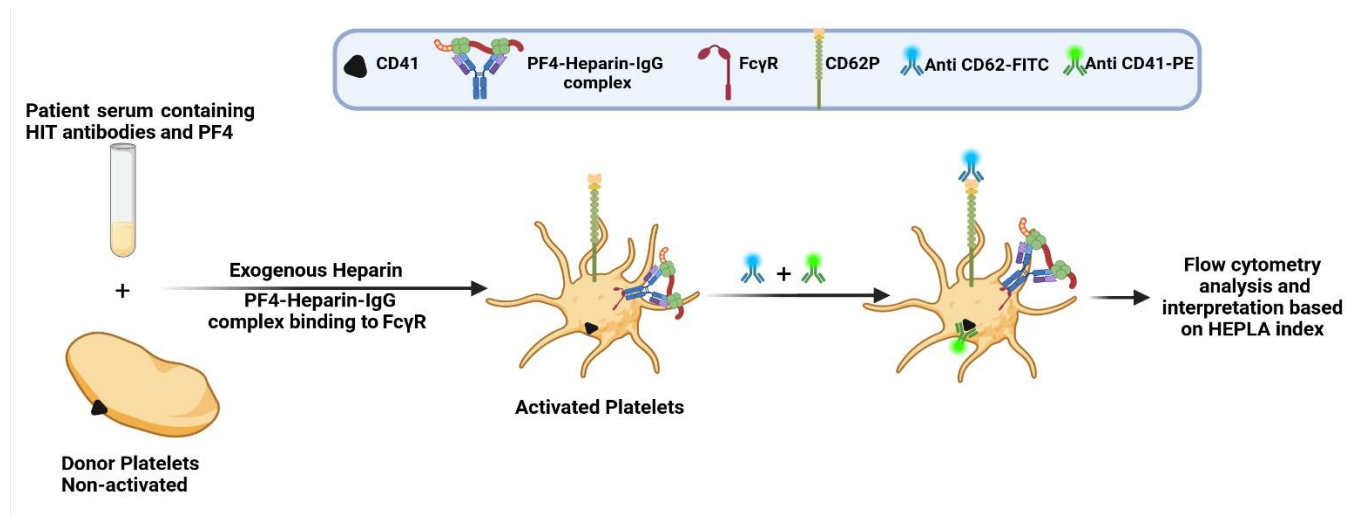 CD41
PF4-Heparin-IgG
complex
FcγR
CD62P
Anti CD62-FITC
Anti CD41-PE
Patient serum containing
HIT antibodies and PF4
+
Donor Platelets
Non-activated
Exogenous Heparin
PF4-Heparin-IgG
complex binding to FcγR
Activated Platelets
+
Flow cytometry
analysis and
interpretation based
on HEPLA index